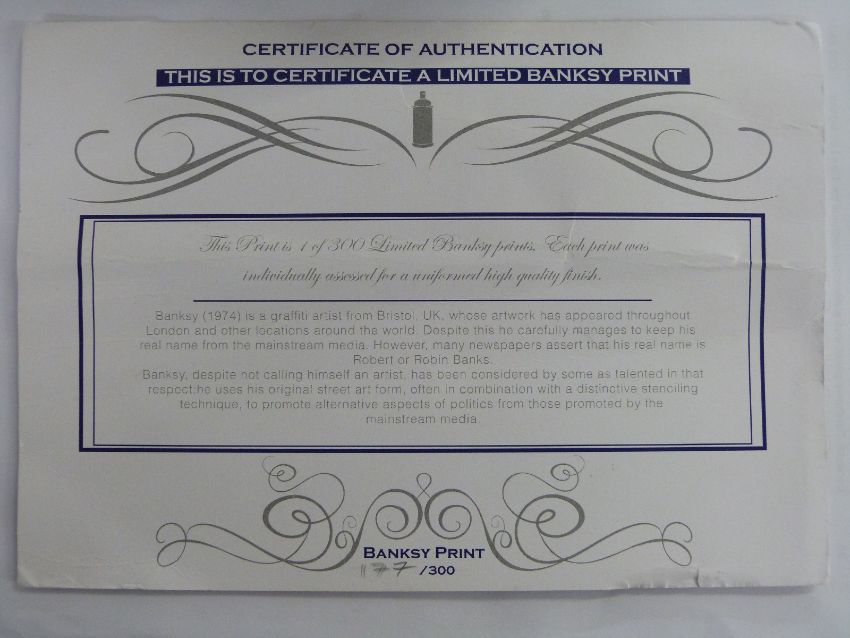 CERTIFICATE OF AUTHENTICATION
THIS IS TO CERTIFICATE A LIMITED BANKSY PRINT
This Print is 1 of 300 Limited Banksy prints. Each print was
individually assessed for a uniformed high quality finish.
Banksy (1974) is a graffiti artist from Bristol, UK, whose artwork has appeared throughout
London and other locations around the world. Despite this he carefully manages to keep his
real name from the mainstream media. However, many newspapers assert that his real name is
Robert or Robin Banks.
Banksy, despite not calling himself an artist, has been considered by some as talented in that
respect;he uses his original street art form, often in combination with a distinctive stenciling
technique, to promote alternative aspects of politics from those promoted by the
mainstream media.
BANKSY PRINT
177 /300